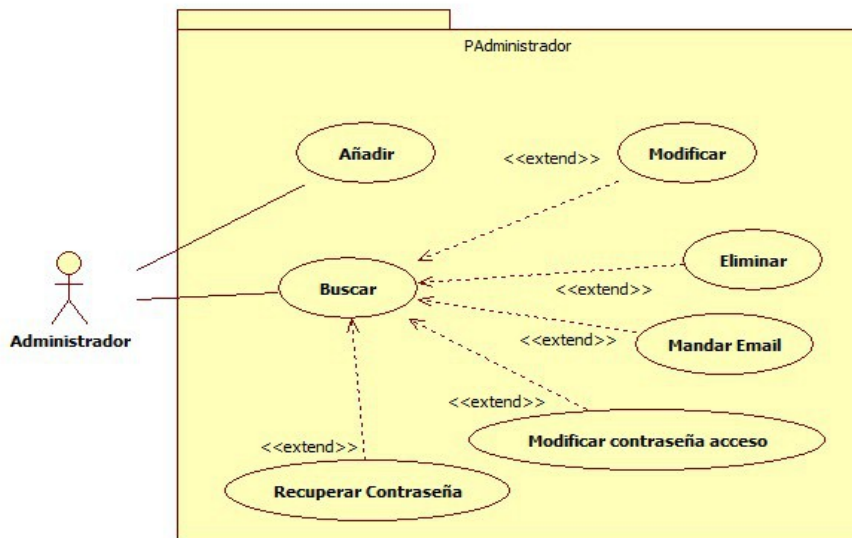 PAdministrador
Añadir
<<extend>>
Modificar
Buscar
Eliminar
<<extend>>
Administrador
<<extend>>
Mandar Email
<<extend>>
Modificar contraseña acceso
<<extend>>
Recuperar Contraseña